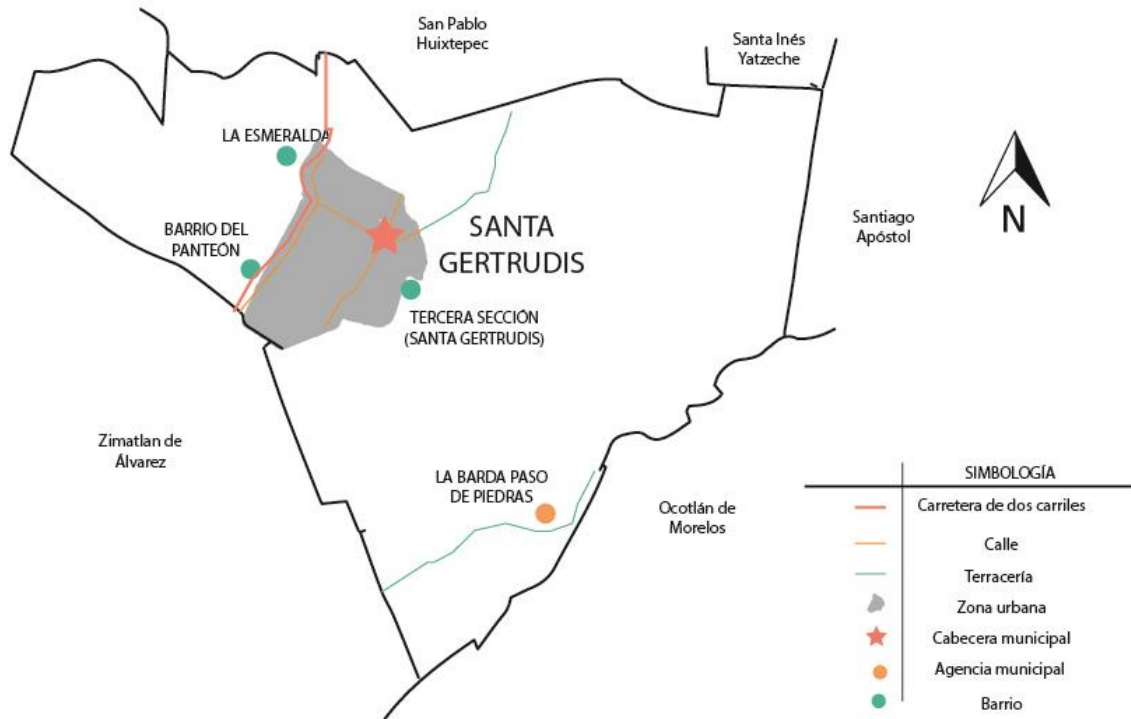 San Pablo
Huixtepec
Santa Inés
Yatzeche
LA ESMERALDA
BARRIO DEL
PANTEÓN
SANTA
GERTRUDIS
Santiago
Apóstol
N
TERCERA SECCIÓN
(SANTA GERTRUDIS)
Zimatlan de
Álvarez
LA BARDA PASO
DE PIEDRAS
Ocotlán de
Morelos
SIMBOLOGÍA
Carretera de dos carriles
Calle
Terracería
Zona urbana
Cabecera municipal
Agencia municipal
Barrio